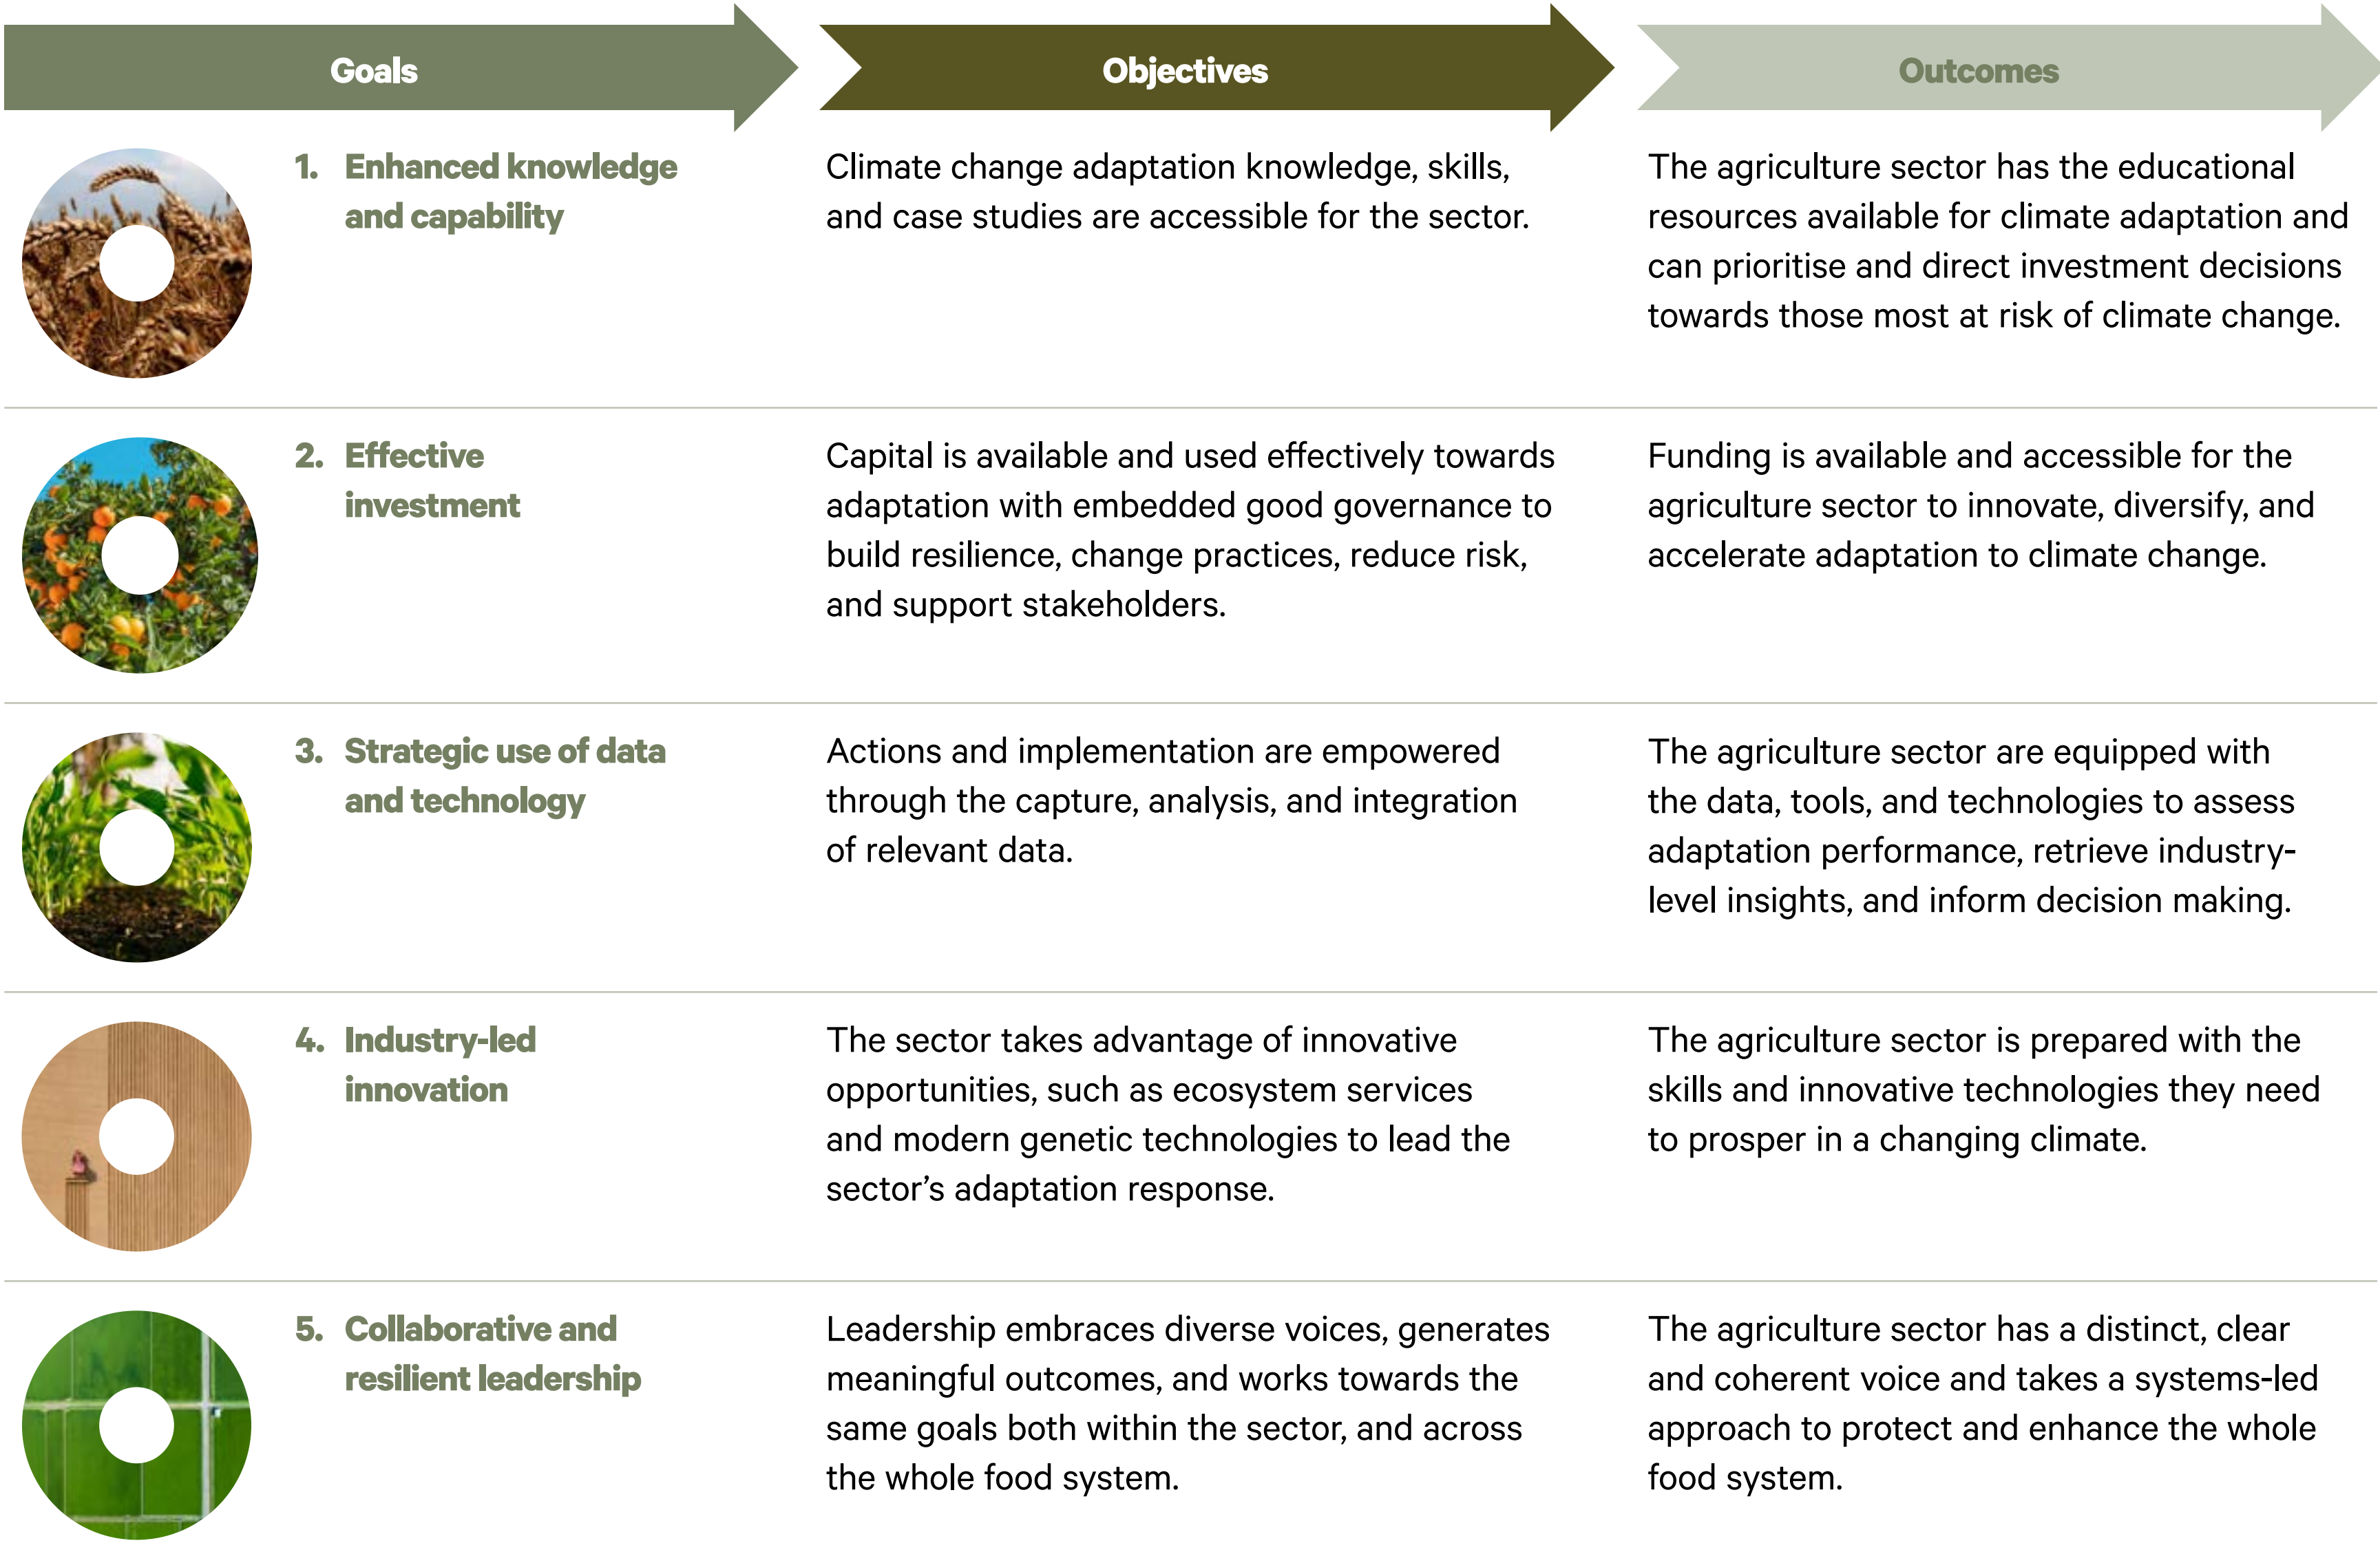 Goals
Objectives
Outcomes
1. Enhanced knowledge
and capability
Climate change adaptation knowledge, skills,
and case studies are accessible for the sector.
The agriculture sector has the educational
resources available for climate adaptation and
can prioritise and direct investment decisions
towards those most at risk of climate change.
2. Effective
investment
Capital is available and used effectively towards
adaptation with embedded good governance to
build resilience, change practices, reduce risk,
and support stakeholders.
Funding is available and accessible for the
agriculture sector to innovate, diversify, and
accelerate adaptation to climate change.
3. Strategic use of data
and technology
Actions and implementation are empowered
through the capture, analysis, and integration
of relevant data.
The agriculture sector are equipped with
the data, tools, and technologies to assess
adaptation performance, retrieve industry-
level insights, and inform decision making.
4. Industry-led
innovation
The sector takes advantage of innovative
opportunities, such as ecosystem services
and modern genetic technologies to lead the
sector’s adaptation response.
The agriculture sector is prepared with the
skills and innovative technologies they need
to prosper in a changing climate.
5. Collaborative and
resilient leadership
Leadership embraces diverse voices, generates
meaningful outcomes, and works towards the
same goals both within the sector, and across
the whole food system.
The agriculture sector has a distinct, clear
and coherent voice and takes a systems-led
approach to protect and enhance the whole
food system.